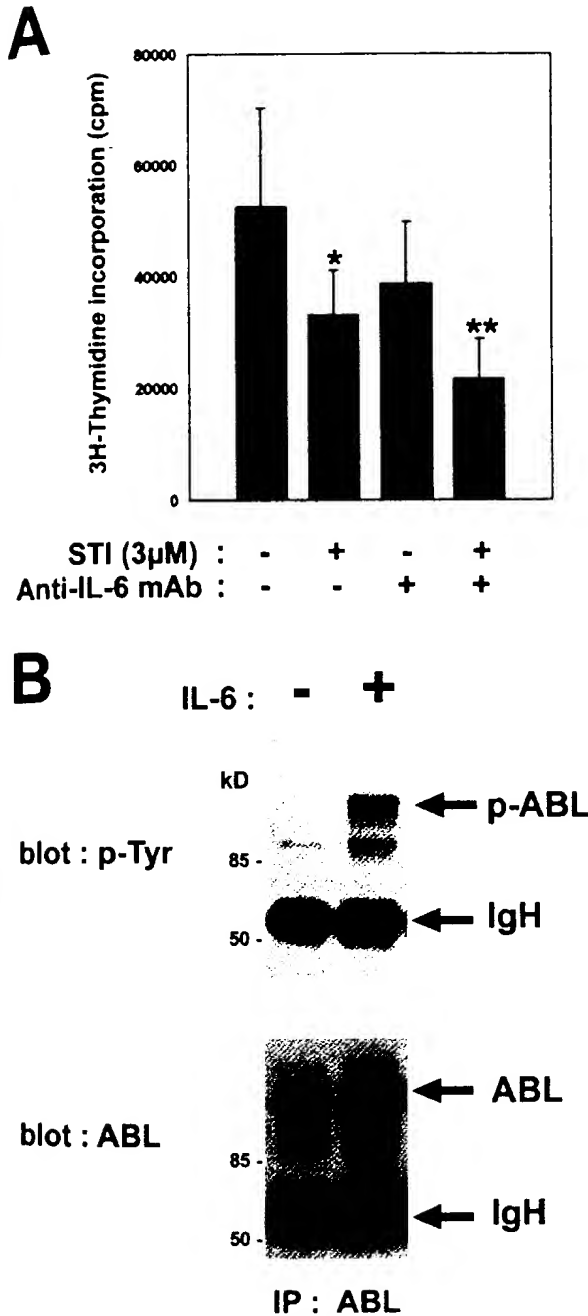 A
80000
60000
40000
20000
0
3H-Thymidine incorporation (cpm)
*
**
STI (3µM) : - + - +
Anti-IL-6 mAb : - - + +
B
IL-6 : - +
kD
p-ABL
blot : p-Tyr
85 -
IgH
50 -
ABL
blot : ABL
85 -
IgH
50 -
IP : ABL